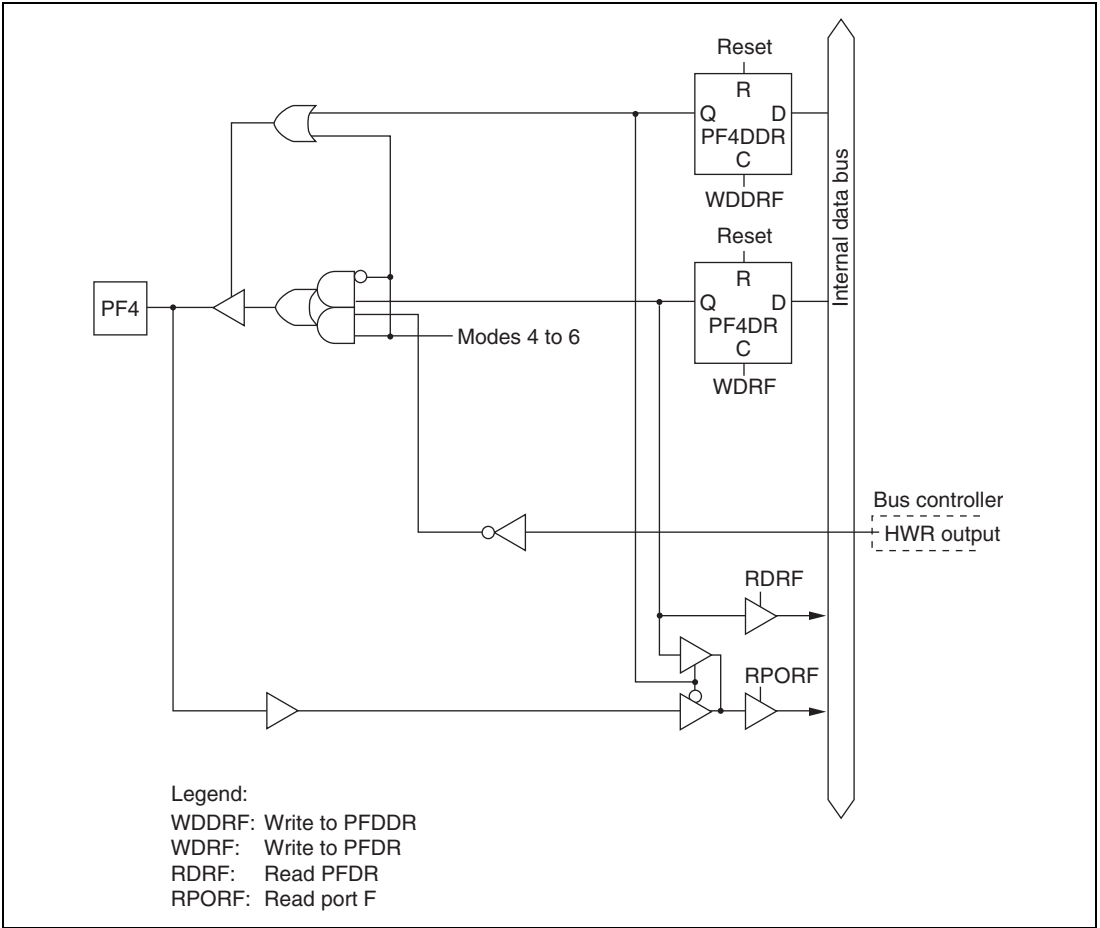 Reset
R
Q D
PF4DDR
C
WDDRF
Internal data bus
Reset
R
Q D
PF4DR
C
WDRF
PF4
Modes 4 to 6
Bus controller
HWR output
RDRF
RPORF
Legend:
WDDRF: Write to PFDDR
WDRF: Write to PFDR
RDRF: Read PFDR
RPORF: Read port F